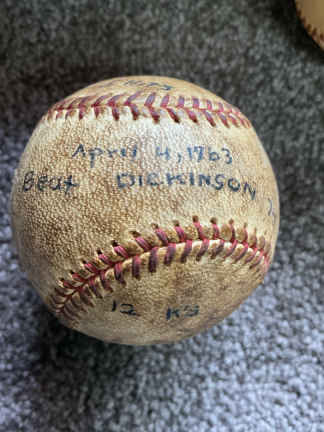 April 4, 1963
Beat DICKINSON
12 Ks